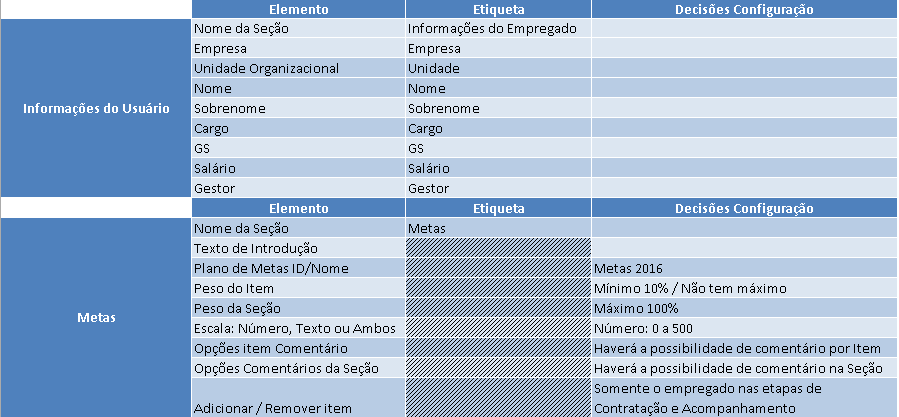 Elemento Etiqueta Decisões Configuração
Nome da Seção Informações do Empregado
Empresa Empresa
Unidade Organizacional Unidade
Nome Nome
Informações do Usuário Sobrenome Sobrenome
Cargo Cargo
GS GS
Salário Salário
Gestor Gestor
Elemento Etiqueta Decisões Configuração
Nome da Seção Metas
Texto de Introdução
Plano de Metas ID/Nome Metas 2016
Peso do Item Mínimo 10% / Não tem máximo
Metas Peso da Seção Máximo 100%
Escala: Número, Texto ou Ambos Número: 0 a 500
Opções item Comentário Haverá a possibilidade de comentário por Item
Opções Comentários da Seção Haverá a possibilidade de comentário na Seção
Somente o empregado nas etapas de
Adicionar / Remover item Contratação e Acompanhamento